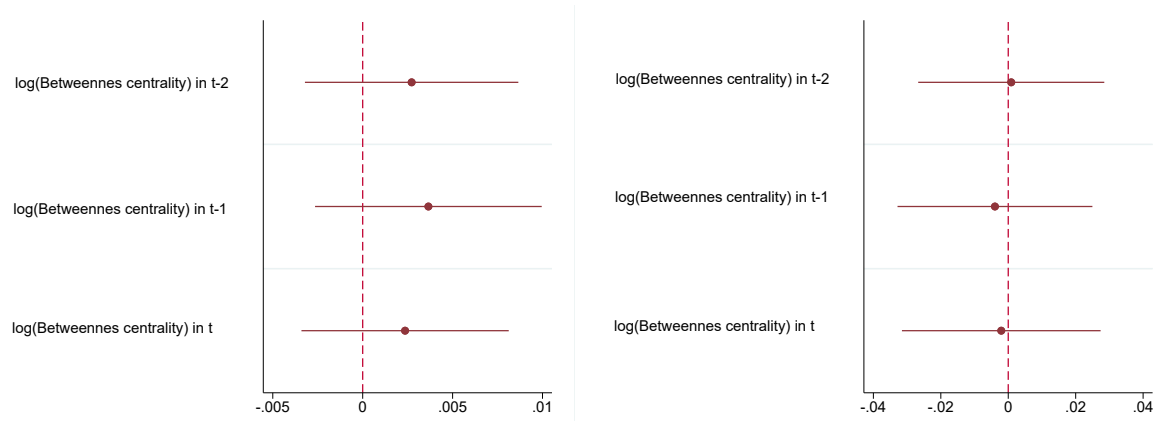 log(Betweennes centrality) in t-2
log(Betweennes centrality) in t-1
log(Betweennes centrality) in t
-.005 0 .005 .01
log(Betweennes centrality) in t-2
log(Betweennes centrality) in t-1
log(Betweennes centrality) in t
-.04 -.02 0 .02 .04